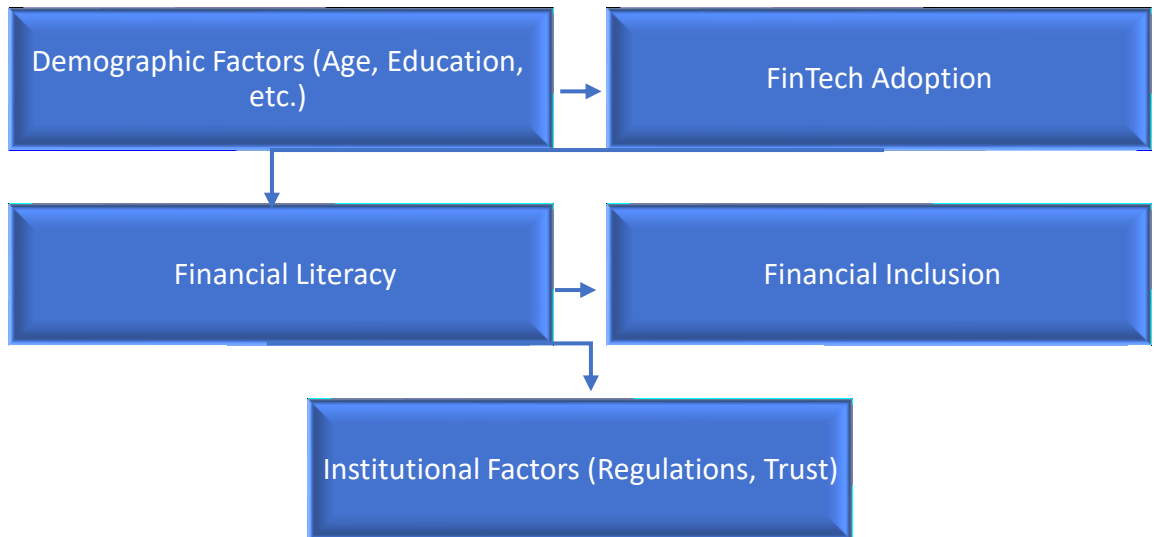 Demographic Factors (Age, Education,
etc.)
FinTech Adoption
Financial Literacy
Financial Inclusion
Institutional Factors (Regulations, Trust)